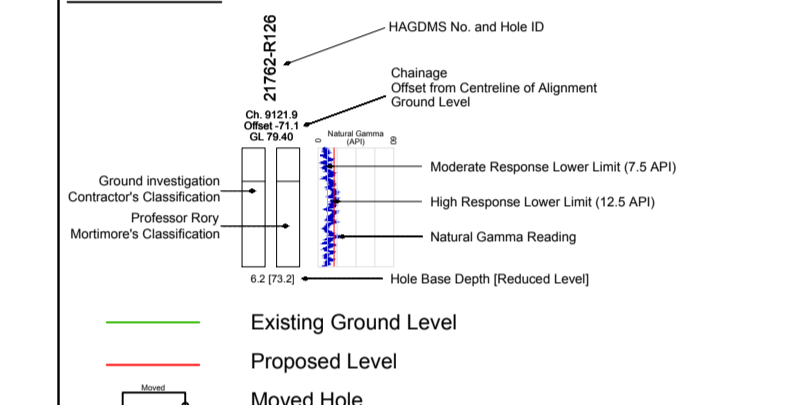 21762-R126
HAGDMS No. and Hole ID
Chainage
Offset from Centreline of Alignment
Ground Level
Ch. 9121.9
Offset -71.1
GL 79.40
0
Natural Gamma
(API)
Moderate Response Lower Limit (7.5 API)
High Response Lower Limit (12.5 API)
Natural Gamma Reading
Ground investigation
Contractor's Classification
Professor Rory
Mortimore's Classification
6.2 [73.2]
Hole Base Depth [Reduced Level]
Existing Ground Level
Proposed Level
Moved
Moved Hole